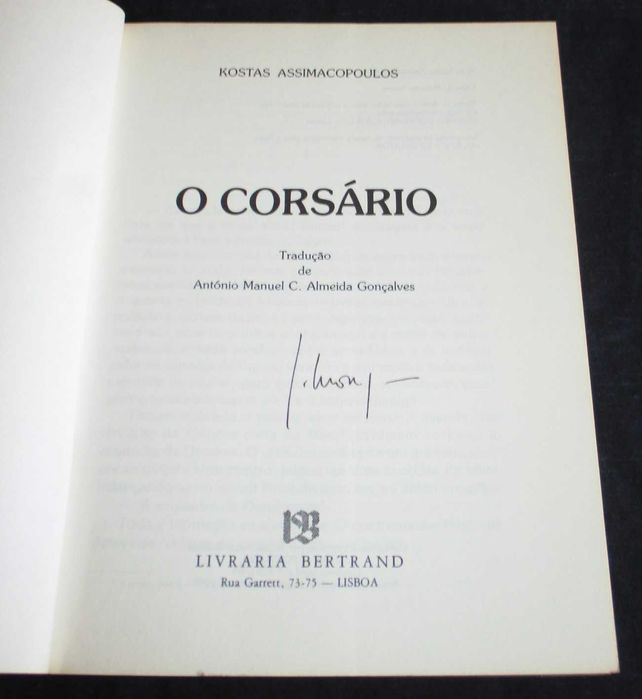 KOSTAS ASSIMACOPOULOS
O CORSÁRIO
Tradução
de
António Manuel C. Almeida Gonçalves
LIVRARIA BERTRAND
Rua Garrett, 73-75 — LISBOA